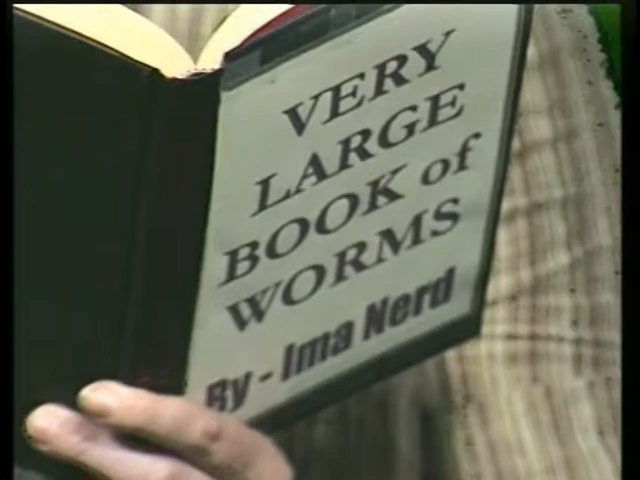 VERY
LARGE
BOOK of
WORMS
By - Ima Nerd